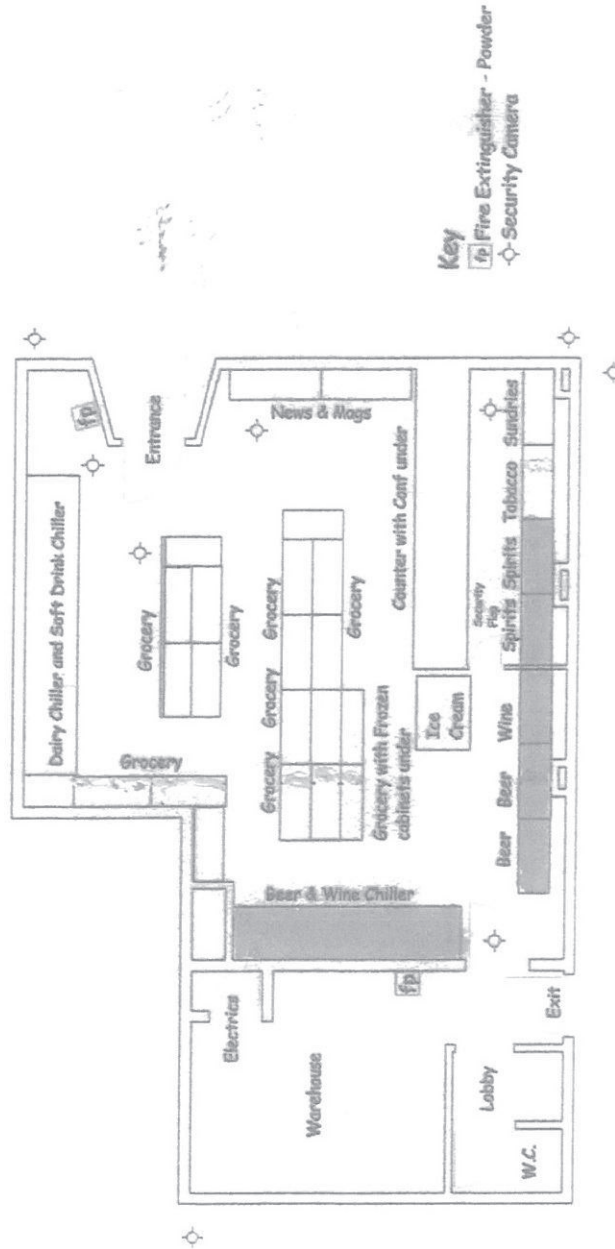 Dairy Chiller and Soft Drink Chiller
fp
Entrance
Grocery
Grocery
Grocery
News & Mags
Grocery
Grocery
Grocery
Grocery
Grocery with Frozen
cabinets under
Counter with Conf under
Beer & Wine Chiller
Ice
Cream
Security
Beer
Beer
Wine
Spirits
Spirits
Tobacco
Sundries
Electrics
fp
Warehouse
Lobby
W.C.
Exit
Key
fp Fire Extinguisher - Powder
Security Camera